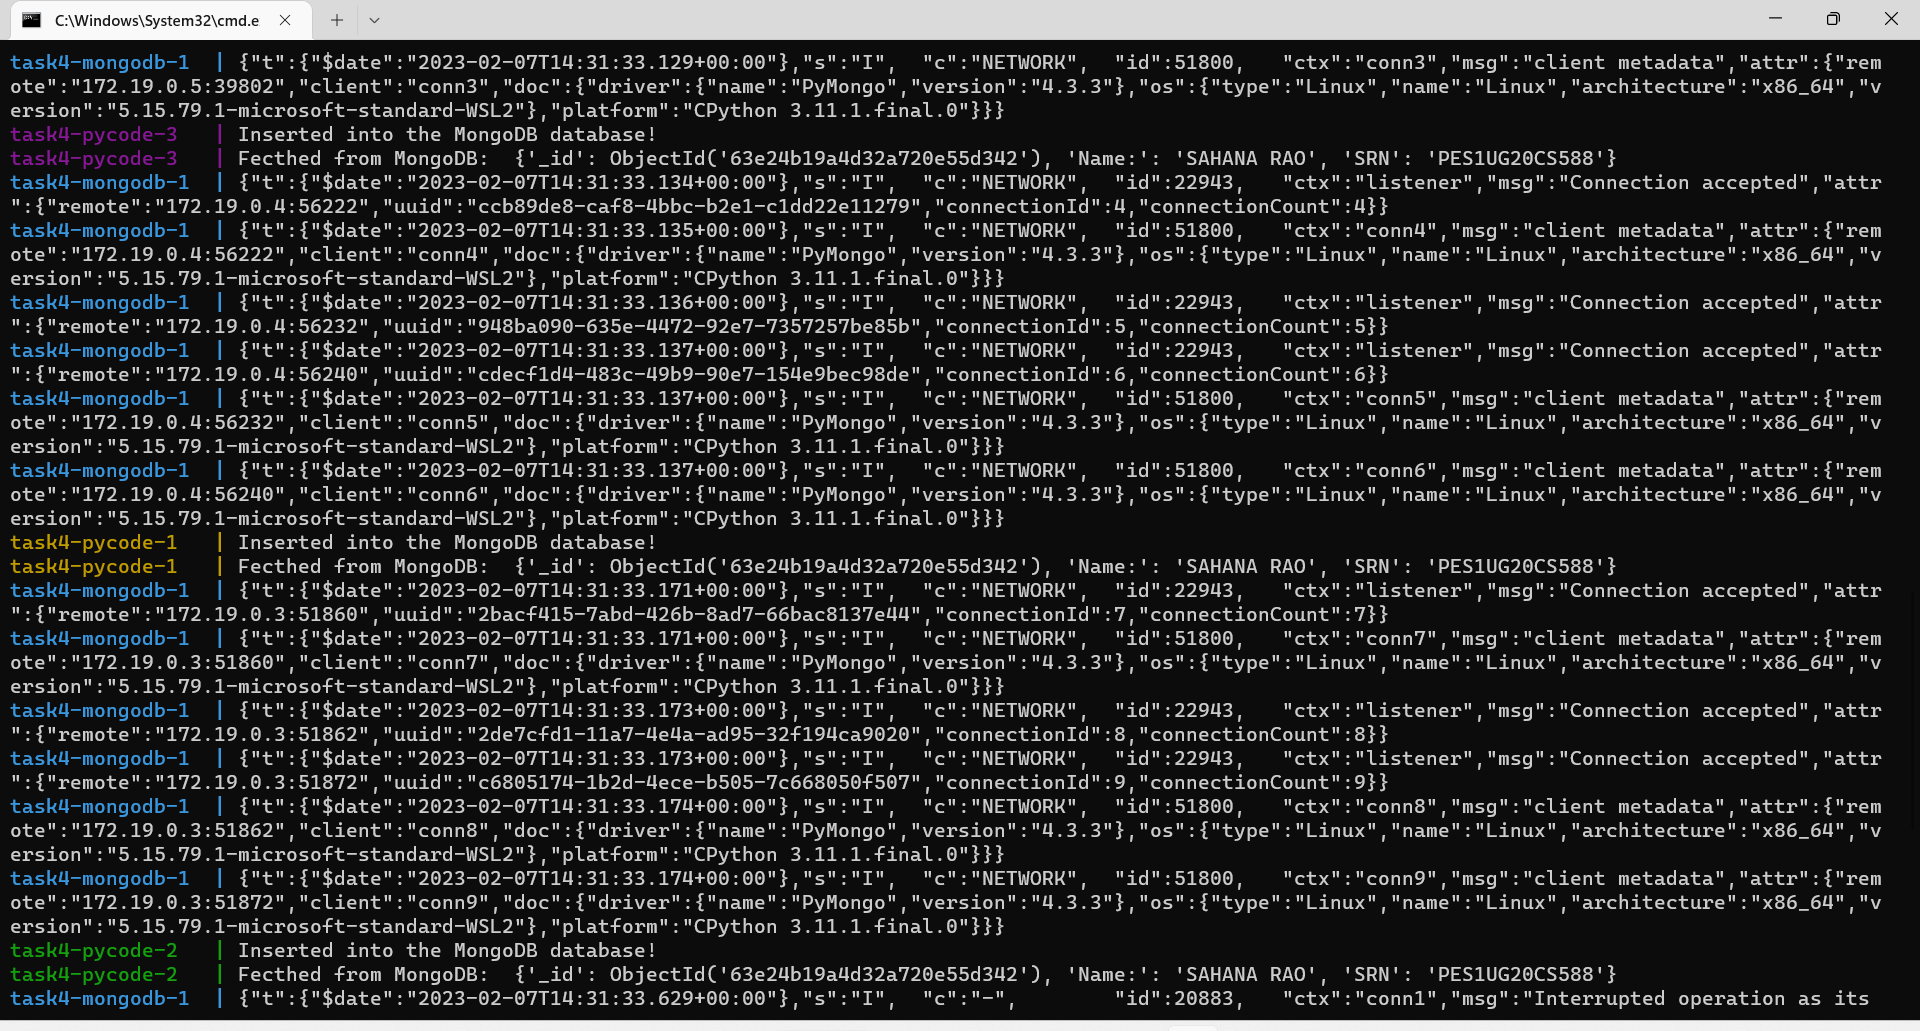 C:\Windows\System32\cmd.e
task4-mongodb-1  | {"t":{"$date":"2023-02-07T14:31:33.129+00:00"},"s":"I",  "c":"NETWORK",  "id":51800,   "ctx":"conn3","msg":"client metadata","attr":{"rem
ote":"172.19.0.5:39802","client":"conn3","doc":{"driver":{"name":"PyMongo","version":"4.3.3"},"os":{"type":"Linux","name":"Linux","architecture":"x86_64","v
ersion":"5.15.79.1-microsoft-standard-WSL2"},"platform":"CPython 3.11.1.final.0"}}}
task4-pycode-3   | Inserted into the MongoDB database!
task4-pycode-3   | Fecthed from MongoDB:  {'_id': ObjectId('63e24b19a4d32a720e55d342'), 'Name:': 'SAHANA RAO', 'SRN': 'PES1UG20CS588'}
task4-mongodb-1  | {"t":{"$date":"2023-02-07T14:31:33.134+00:00"},"s":"I",  "c":"NETWORK",  "id":22943,   "ctx":"listener","msg":"Connection accepted","attr
":{"remote":"172.19.0.4:56222","uuid":"ccb89de8-caf8-4bbc-b2e1-c1dd22e11279","connectionId":4,"connectionCount":4}}
task4-mongodb-1  | {"t":{"$date":"2023-02-07T14:31:33.135+00:00"},"s":"I",  "c":"NETWORK",  "id":51800,   "ctx":"conn4","msg":"client metadata","attr":{"rem
ote":"172.19.0.4:56222","client":"conn4","doc":{"driver":{"name":"PyMongo","version":"4.3.3"},"os":{"type":"Linux","name":"Linux","architecture":"x86_64","v
ersion":"5.15.79.1-microsoft-standard-WSL2"},"platform":"CPython 3.11.1.final.0"}}}
task4-mongodb-1  | {"t":{"$date":"2023-02-07T14:31:33.136+00:00"},"s":"I",  "c":"NETWORK",  "id":22943,   "ctx":"listener","msg":"Connection accepted","attr
":{"remote":"172.19.0.4:56232","uuid":"948ba090-635e-4472-92e7-7357257be85b","connectionId":5,"connectionCount":5}}
task4-mongodb-1  | {"t":{"$date":"2023-02-07T14:31:33.137+00:00"},"s":"I",  "c":"NETWORK",  "id":22943,   "ctx":"listener","msg":"Connection accepted","attr
":{"remote":"172.19.0.4:56240","uuid":"cdecf1d4-483c-49b9-90e7-154e9bec98de","connectionId":6,"connectionCount":6}}
task4-mongodb-1  | {"t":{"$date":"2023-02-07T14:31:33.137+00:00"},"s":"I",  "c":"NETWORK",  "id":51800,   "ctx":"conn5","msg":"client metadata","attr":{"rem
ote":"172.19.0.4:56232","client":"conn5","doc":{"driver":{"name":"PyMongo","version":"4.3.3"},"os":{"type":"Linux","name":"Linux","architecture":"x86_64","v
ersion":"5.15.79.1-microsoft-standard-WSL2"},"platform":"CPython 3.11.1.final.0"}}}
task4-mongodb-1  | {"t":{"$date":"2023-02-07T14:31:33.137+00:00"},"s":"I",  "c":"NETWORK",  "id":51800,   "ctx":"conn6","msg":"client metadata","attr":{"rem
ote":"172.19.0.4:56240","client":"conn6","doc":{"driver":{"name":"PyMongo","version":"4.3.3"},"os":{"type":"Linux","name":"Linux","architecture":"x86_64","v
ersion":"5.15.79.1-microsoft-standard-WSL2"},"platform":"CPython 3.11.1.final.0"}}}
task4-pycode-1   | Inserted into the MongoDB database!
task4-pycode-1   | Fecthed from MongoDB:  {'_id': ObjectId('63e24b19a4d32a720e55d342'), 'Name:': 'SAHANA RAO', 'SRN': 'PES1UG20CS588'}
task4-mongodb-1  | {"t":{"$date":"2023-02-07T14:31:33.171+00:00"},"s":"I",  "c":"NETWORK",  "id":22943,   "ctx":"listener","msg":"Connection accepted","attr
":{"remote":"172.19.0.3:51860","uuid":"2bacf415-7abd-426b-8ad7-66bac8137e44","connectionId":7,"connectionCount":7}}
task4-mongodb-1  | {"t":{"$date":"2023-02-07T14:31:33.171+00:00"},"s":"I",  "c":"NETWORK",  "id":51800,   "ctx":"conn7","msg":"client metadata","attr":{"rem
ote":"172.19.0.3:51860","client":"conn7","doc":{"driver":{"name":"PyMongo","version":"4.3.3"},"os":{"type":"Linux","name":"Linux","architecture":"x86_64","v
ersion":"5.15.79.1-microsoft-standard-WSL2"},"platform":"CPython 3.11.1.final.0"}}}
task4-mongodb-1  | {"t":{"$date":"2023-02-07T14:31:33.173+00:00"},"s":"I",  "c":"NETWORK",  "id":22943,   "ctx":"listener","msg":"Connection accepted","attr
":{"remote":"172.19.0.3:51862","uuid":"2de7cfd1-11a7-4e4a-ad95-32f194ca9020","connectionId":8,"connectionCount":8}}
task4-mongodb-1  | {"t":{"$date":"2023-02-07T14:31:33.173+00:00"},"s":"I",  "c":"NETWORK",  "id":22943,   "ctx":"listener","msg":"Connection accepted","attr
":{"remote":"172.19.0.3:51872","uuid":"c6805174-1b2d-4ece-b505-7c668050f507","connectionId":9,"connectionCount":9}}
task4-mongodb-1  | {"t":{"$date":"2023-02-07T14:31:33.174+00:00"},"s":"I",  "c":"NETWORK",  "id":51800,   "ctx":"conn8","msg":"client metadata","attr":{"rem
ote":"172.19.0.3:51862","client":"conn8","doc":{"driver":{"name":"PyMongo","version":"4.3.3"},"os":{"type":"Linux","name":"Linux","architecture":"x86_64","v
ersion":"5.15.79.1-microsoft-standard-WSL2"},"platform":"CPython 3.11.1.final.0"}}}
task4-mongodb-1  | {"t":{"$date":"2023-02-07T14:31:33.174+00:00"},"s":"I",  "c":"NETWORK",  "id":51800,   "ctx":"conn9","msg":"client metadata","attr":{"rem
ote":"172.19.0.3:51872","client":"conn9","doc":{"driver":{"name":"PyMongo","version":"4.3.3"},"os":{"type":"Linux","name":"Linux","architecture":"x86_64","v
ersion":"5.15.79.1-microsoft-standard-WSL2"},"platform":"CPython 3.11.1.final.0"}}}
task4-pycode-2   | Inserted into the MongoDB database!
task4-pycode-2   | Fecthed from MongoDB:  {'_id': ObjectId('63e24b19a4d32a720e55d342'), 'Name:': 'SAHANA RAO', 'SRN': 'PES1UG20CS588'}
task4-mongodb-1  | {"t":{"$date":"2023-02-07T14:31:33.629+00:00"},"s":"I",  "c":"-",        "id":20883,   "ctx":"conn1","msg":"Interrupted operation as its